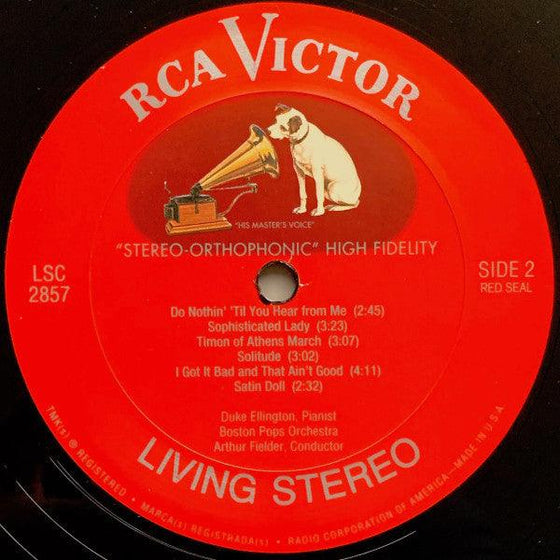 RCA VICTOR
"HIS MASTER'S VOICE"
"STEREO-ORTHOPHONIC" HIGH FIDELITY
LSC
2857
SIDE 2
RED SEAL
Do Nothin' 'Til You Hear from Me (2:45)
Sophisticated Lady (3:23)
Timon of Athens March (3:07)
Solitude (3:02)
I Got It Bad and That Ain't Good (4:11)
Satin Doll (2:32)
Duke Ellington, Pianist
Boston Pops Orchestra
Arthur Fielder, Conductor
LIVING STEREO
TMK(s) ® REGISTERED • MARCA(s) REGISTRADA(s) • RADIO CORPORATION OF AMERICA—MADE IN U.S.A.